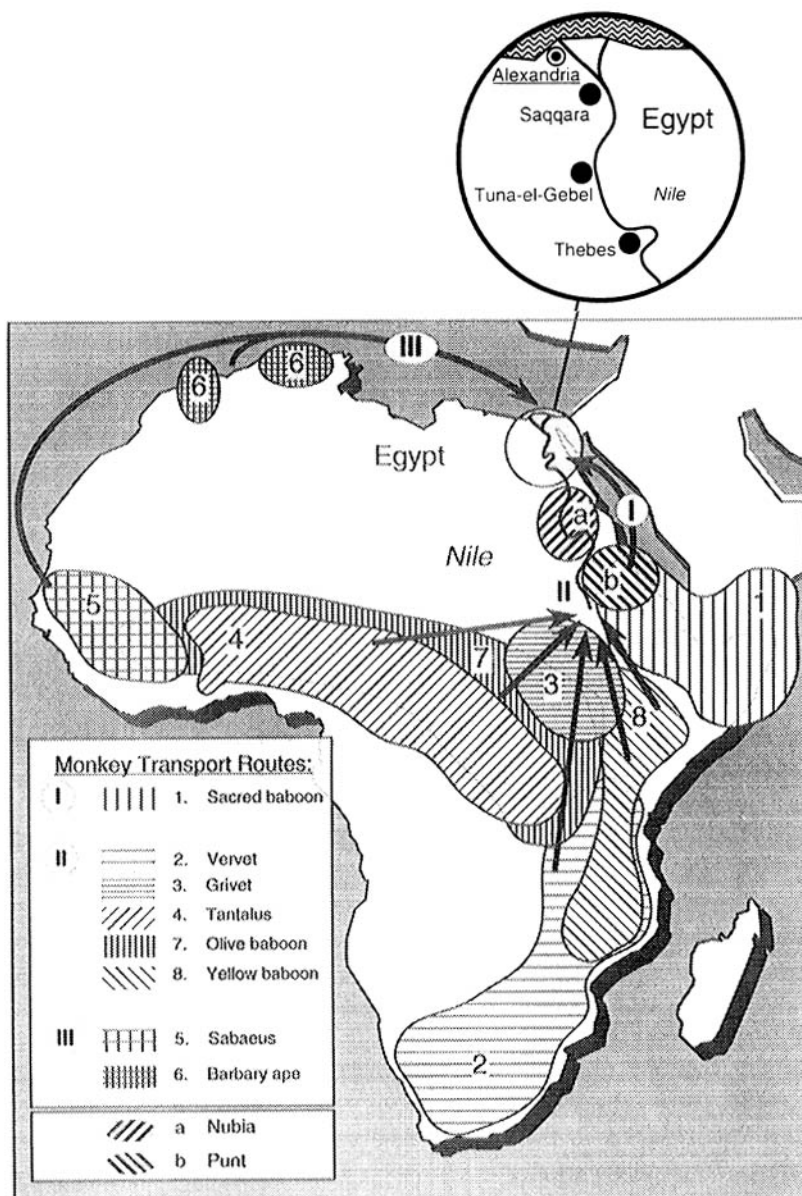 Alexandria
Saqqara
Egypt
Tuna-el-Gebel
Nile
Thebes
III
6
6
Egypt
a
I
Nile
b
II
1
5
4
7
3
8
2
Monkey Transport Routes:
I 1. Sacred baboon
II 2. Vervet
3. Grivet
4. Tantalus
7. Olive baboon
8. Yellow baboon
III 5. Sabaeus
6. Barbary ape
a Nubia
b Punt